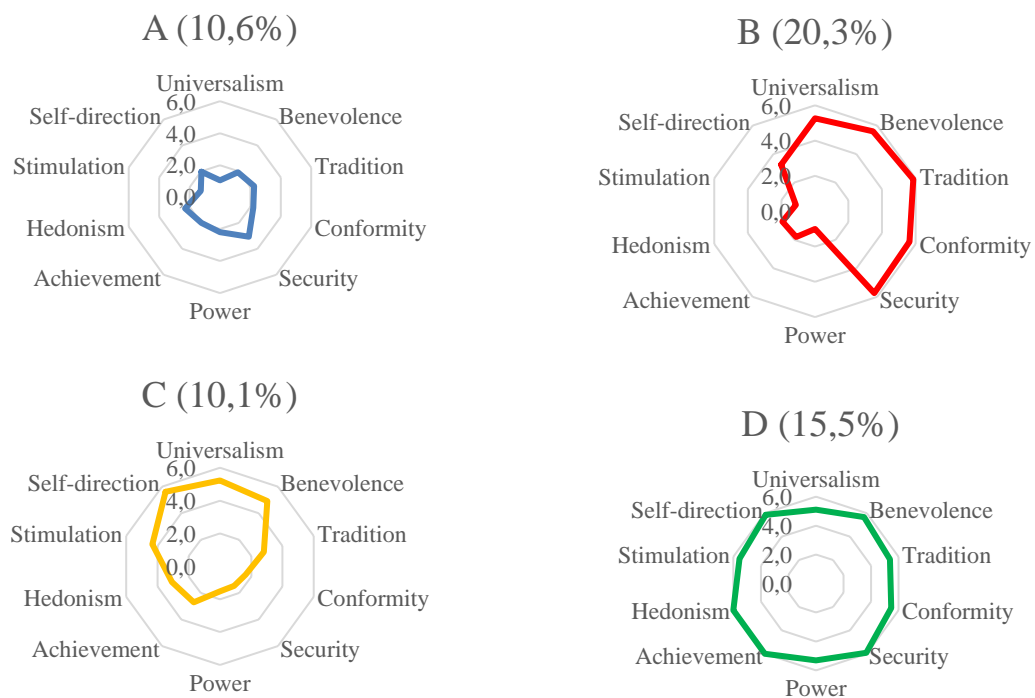 A (10,6%)
Universalism
Benevolence
Tradition
Conformity
Security
Power
Achievement
Hedonism
Stimulation
Self-direction
6,0
4,0
2,0
0,0
B (20,3%)
Universalism
Benevolence
Tradition
Conformity
Security
Power
Achievement
Hedonism
Stimulation
Self-direction
6,0
4,0
2,0
0,0
C (10,1%)
Universalism
Benevolence
Tradition
Conformity
Security
Power
Achievement
Hedonism
Stimulation
Self-direction
6,0
4,0
2,0
0,0
D (15,5%)
Universalism
Benevolence
Tradition
Conformity
Security
Power
Achievement
Hedonism
Stimulation
Self-direction
6,0
4,0
2,0
0,0